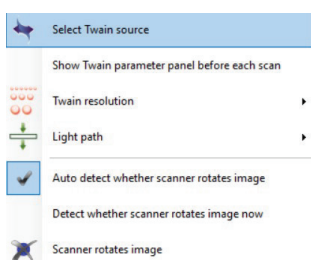 Select Twain source
Show Twain parameter panel before each scan
Twain resolution
Light path
Auto detect whether scanner rotates image
Detect whether scanner rotates image now
Scanner rotates image